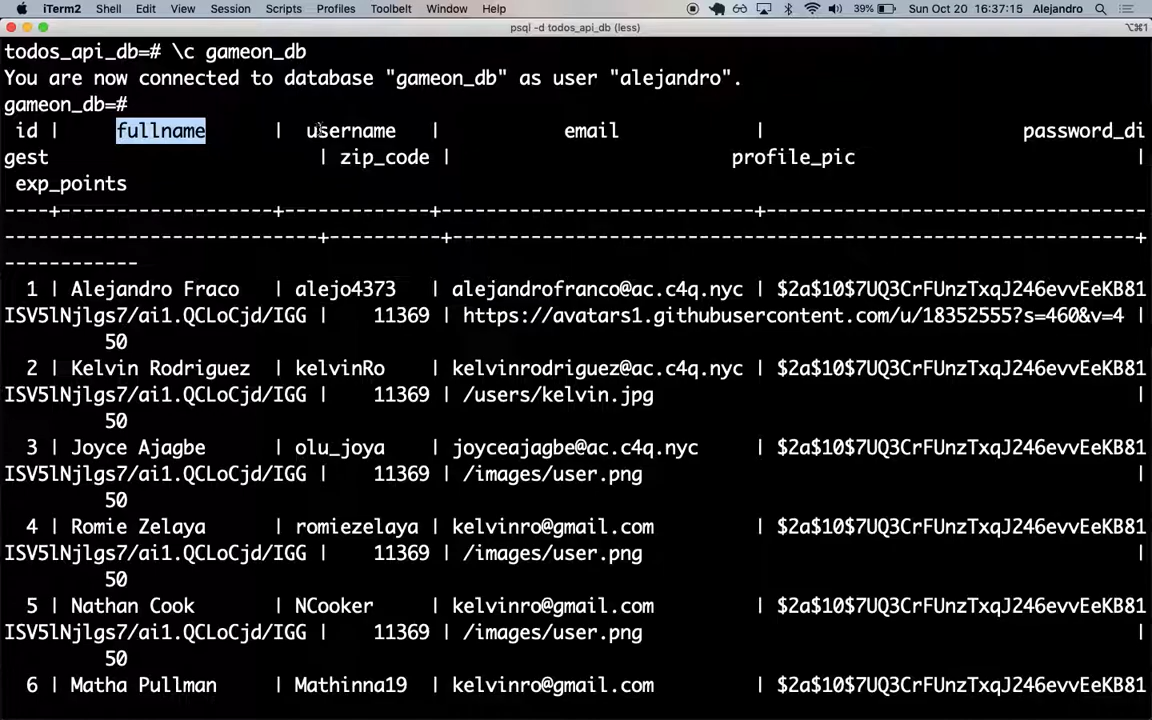 iTerm2 Shell Edit View Session Scripts Profiles Toolbelt Window Help 39% Sun Oct 20 16:37:15 Alejandro
psql -d todos_api_db (less) ⌥⌘1
todos_api_db=# \c gameon_db
You are now connected to database "gameon_db" as user "alejandro".
gameon_db=#
id | fullname | username | email | password_di
gest | zip_code | profile_pic |
exp_points
----+-------------------+-------------+----------------------------+----------------------------------
----------------------------+----------+-------------------------------------------------------------+
------------
1 | Alejandro Fraco | alejo4373 | alejandrofranco@ac.c4q.nyc | $2a$10$7UQ3CrFUnzTxqJ246evvEeKB81
ISV5lNjlgs7/ai1.QCLoCjd/IGG | 11369 | https://avatars1.githubusercontent.com/u/18352555?s=460&v=4 |
50
2 | Kelvin Rodriguez | kelvinRo | kelvinrodriguez@ac.c4q.nyc | $2a$10$7UQ3CrFUnzTxqJ246evvEeKB81
ISV5lNjlgs7/ai1.QCLoCjd/IGG | 11369 | /users/kelvin.jpg |
50
3 | Joyce Ajagbe | olu_joya | joyceajagbe@ac.c4q.nyc | $2a$10$7UQ3CrFUnzTxqJ246evvEeKB81
ISV5lNjlgs7/ai1.QCLoCjd/IGG | 11369 | /images/user.png |
50
4 | Romie Zelaya | romiezelaya | kelvinro@gmail.com | $2a$10$7UQ3CrFUnzTxqJ246evvEeKB81
ISV5lNjlgs7/ai1.QCLoCjd/IGG | 11369 | /images/user.png |
50
5 | Nathan Cook | NCooker | kelvinro@gmail.com | $2a$10$7UQ3CrFUnzTxqJ246evvEeKB81
ISV5lNjlgs7/ai1.QCLoCjd/IGG | 11369 | /images/user.png |
50
6 | Matha Pullman | Mathinna19 | kelvinro@gmail.com | $2a$10$7UQ3CrFUnzTxqJ246evvEeKB81